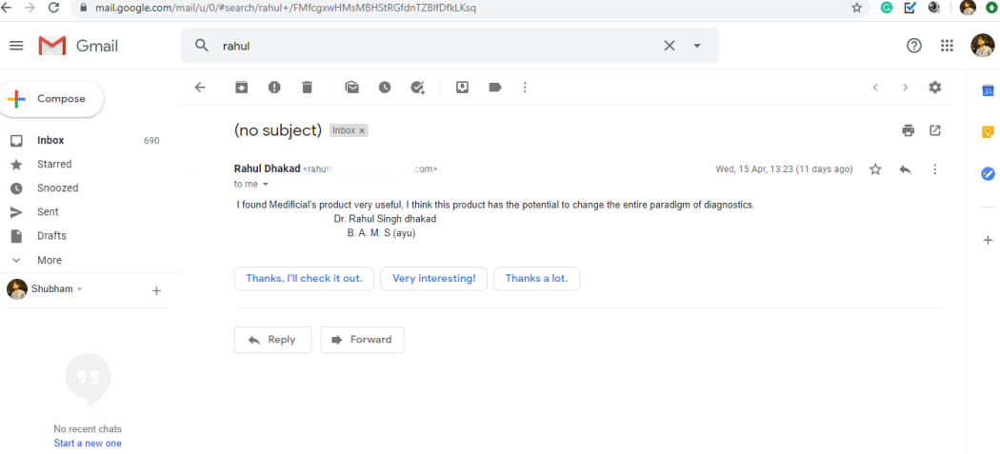 mail.google.com/mail/u/0/#search/rahul+/FMfcgxwHMsMBHStRGfdnTZBlfDfkLKsq
Gmail
rahul
Compose
(no subject) Inbox x
Inbox 690
Starred
Snoozed
Sent
Drafts
More
Shubham
Rahul Dhakad
Wed, 15 Apr, 13:23 (11 days ago)
to me
I found Medificial's product very useful, I think this product has the potential to change the entire paradigm of diagnostics.
Dr. Rahul Singh dhakad
B. A. M. S (ayu)
Thanks, I'll check it out. Very interesting! Thanks a lot.
Reply Forward
No recent chats
Start a new one
31